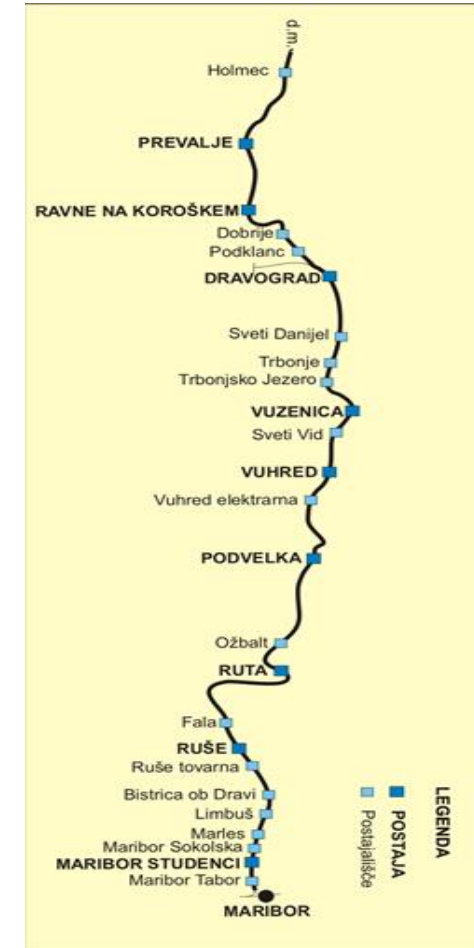 d.m.
Holmec
PREVALJE
RAVNE NA KOROŠKEM
Dobrije
Podklanc
DRAVOGRAD
Sveti Danijel
Trbonje
Trbonjsko Jezero
VUZENICA
Sveti Vid
VUHRED
Vuhred elektrarna
PODVELKA
Ožbalt
RUTA
Fala
RUŠE
Ruše tovarna
Bistrica ob Dravi
Limbuš
Marles
Maribor Sokolska
MARIBOR STUDENCI
Maribor Tabor
MARIBOR
LEGENDA
POSTAJA
Postajališče